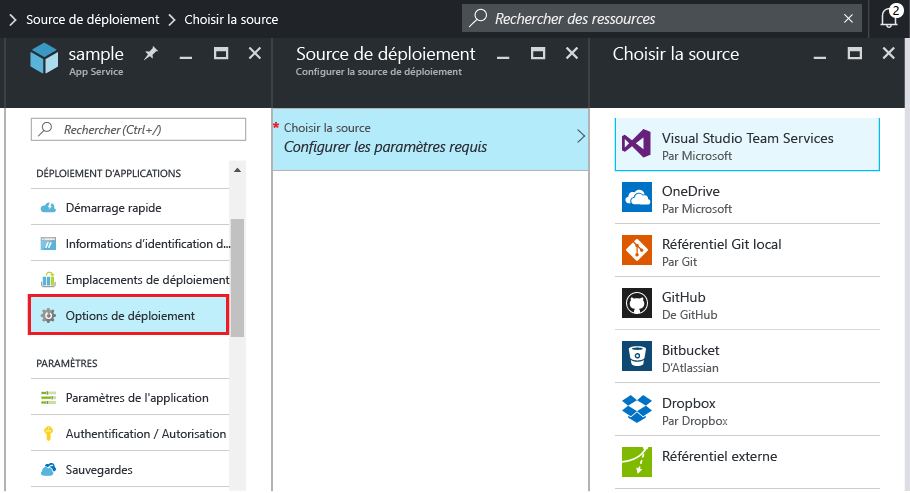 Source de déploiement
Choisir la source
Rechercher des ressources
2
sample
App Service
Rechercher (Ctrl+/)
DÉPLOIEMENT D'APPLICATIONS
Démarrage rapide
Informations d'identification d...
Emplacements de déploiement
Options de déploiement
PARAMÈTRES
Paramètres de l'application
Authentification / Autorisation
Sauvegardes
Source de déploiement
Configurer la source de déploiement
* Choisir la source
Configurer les paramètres requis
Choisir la source
Visual Studio Team Services
Par Microsoft
OneDrive
Par Microsoft
Référentiel Git local
Par Git
GitHub
De GitHub
Bitbucket
D'Atlassian
Dropbox
Par Dropbox
Référentiel externe